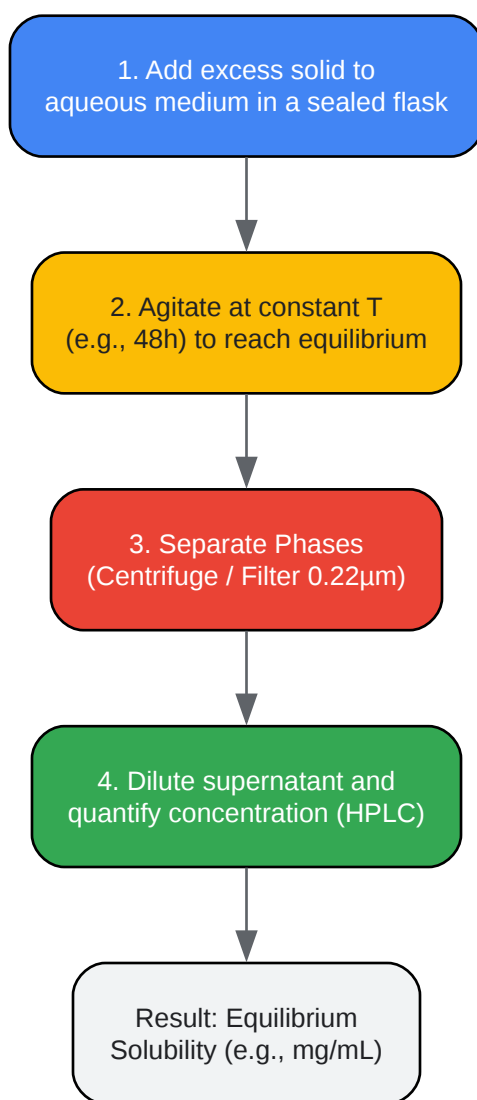 1. Add excess solid to
aqueous medium in a sealed flask
2. Agitate at constant T
(e.g., 48h) to reach equilibrium
3. Separate Phases
(Centrifuge / Filter 0.22µm)
4. Dilute supernatant and
quantify concentration (HPLC)
Result: Equilibrium
Solubility (e.g., mg/mL)